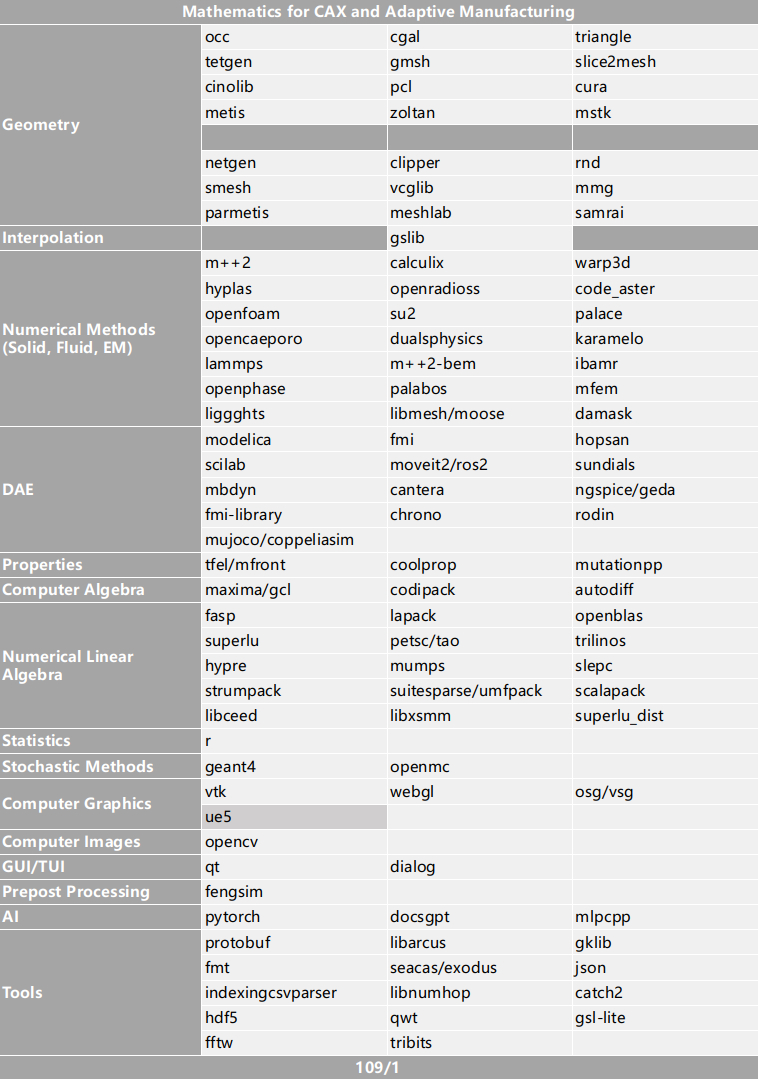 Mathematics for CAX and Adaptive Manufacturing
Geometry
occ cgal triangle
tetgen gmsh slice2mesh
cinolib pcl cura
metis zoltan mstk
netgen clipper rnd
smesh vcglib mmg
parmetis meshlab samrai
Interpolation gslib
Numerical Methods
(Solid, Fluid, EM)
m++2 calculix warp3d
hyplas openradioss code_aster
openfoam su2 palace
opencaeporo dualsphysics karamelo
lammps m++2-bem ibamr
openphase palabos mfem
liggghts libmesh/moose damask
DAE
modelica fmi hopsan
scilab moveit2/ros2 sundials
mbdyn cantera ngspice/geda
fmi-library chrono rodin
mujoco/coppeliasim
Properties tfel/mfront coolprop mutationpp
Computer Algebra maxima/gcl codipack autodiff
Numerical Linear
Algebra
fasp lapack openblas
superlu petsc/tao trilinos
hypre mumps slepc
strumpack suitesparse/umfpack scalapack
libceed libxsmm superlu_dist
Statistics r
Stochastic Methods geant4 openmc
Computer Graphics
vtk webgl osg/vsg
ue5
Computer Images opencv
GUI/TUI qt dialog
Prepost Processing fengsim
AI pytorch docsgpt mlpcpp
Tools
protobuf libarcus gklib
fmt seacas/exodus json
indexingcsvparser libnumhop catch2
hdf5 qwt gsl-lite
fftw tribits
109/1